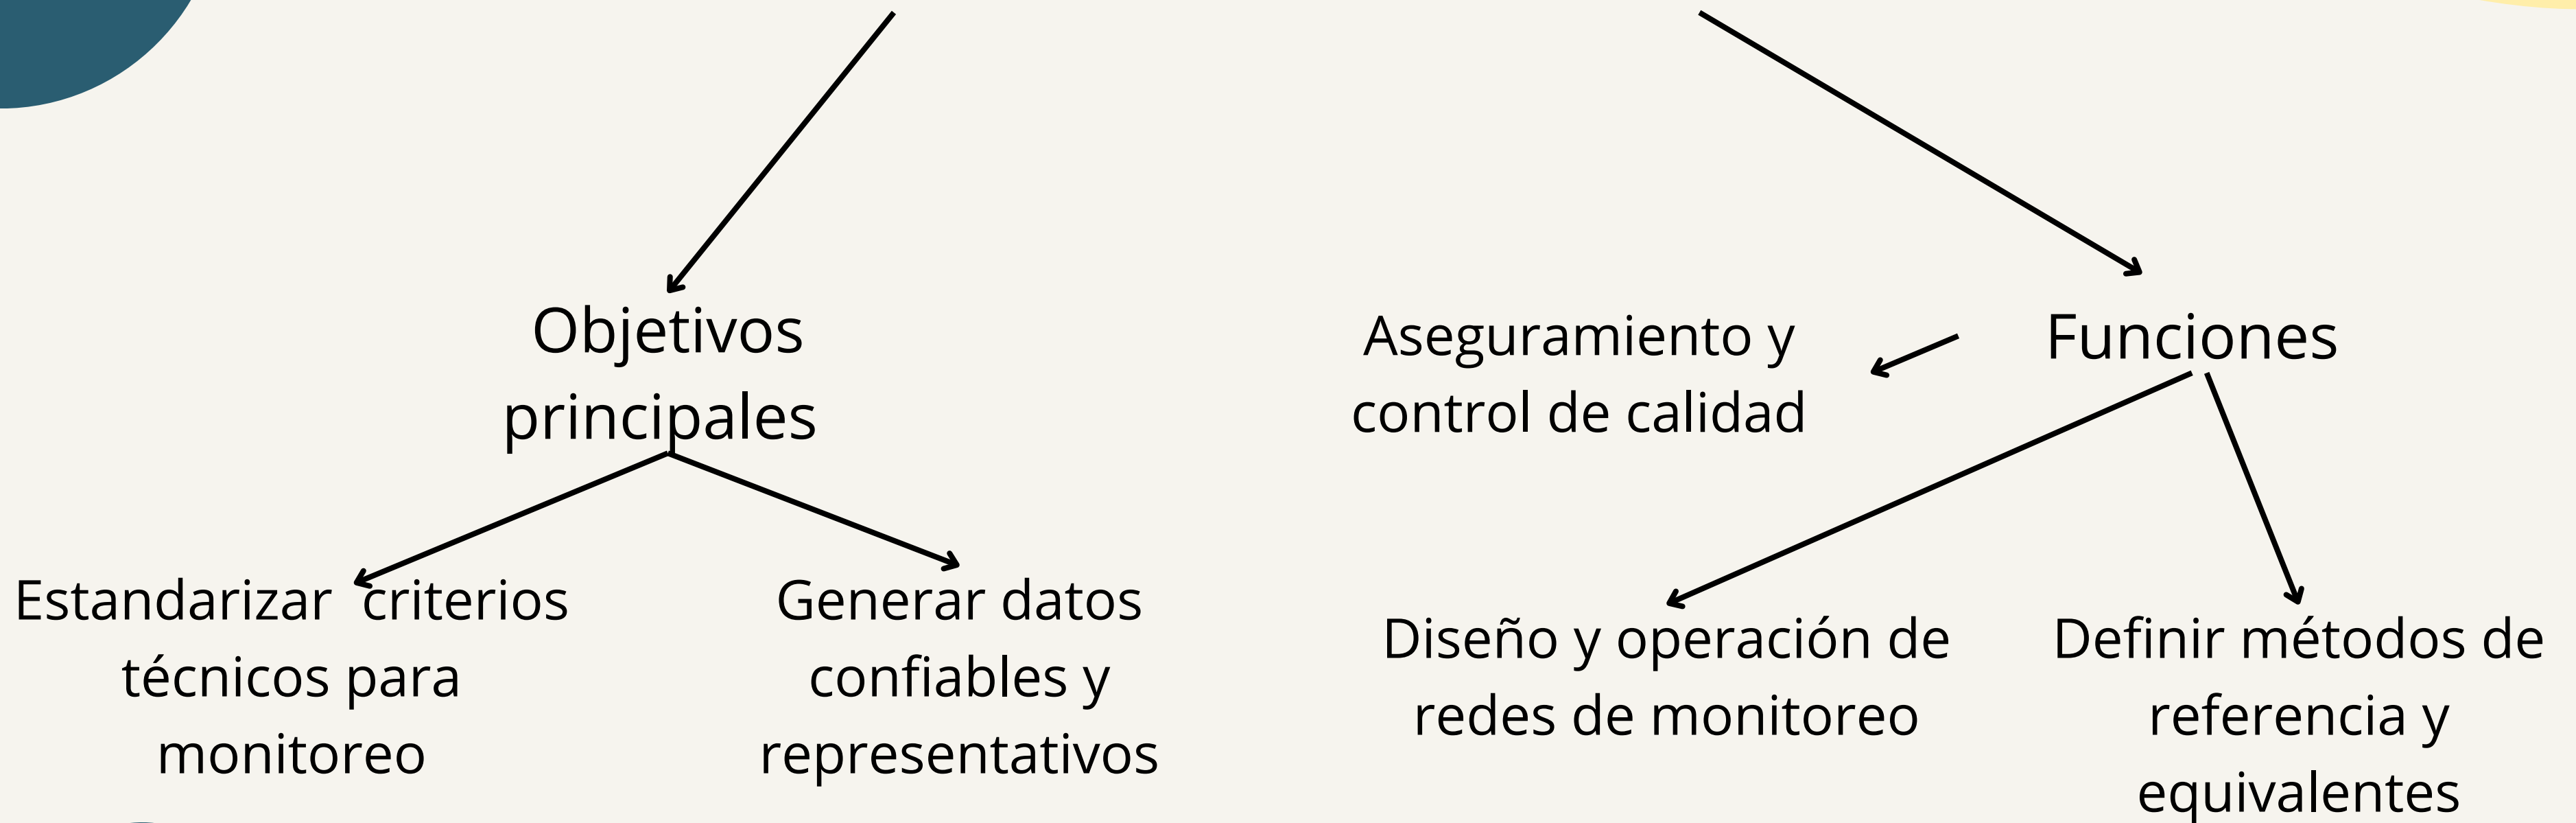 Objetivos
principales
Estandarizar criterios
técnicos para
monitoreo
Generar datos
confiables y
representativos
Funciones
Aseguramiento y
control de calidad
Diseño y operación de
redes de monitoreo
Definir métodos de
referencia y
equivalentes